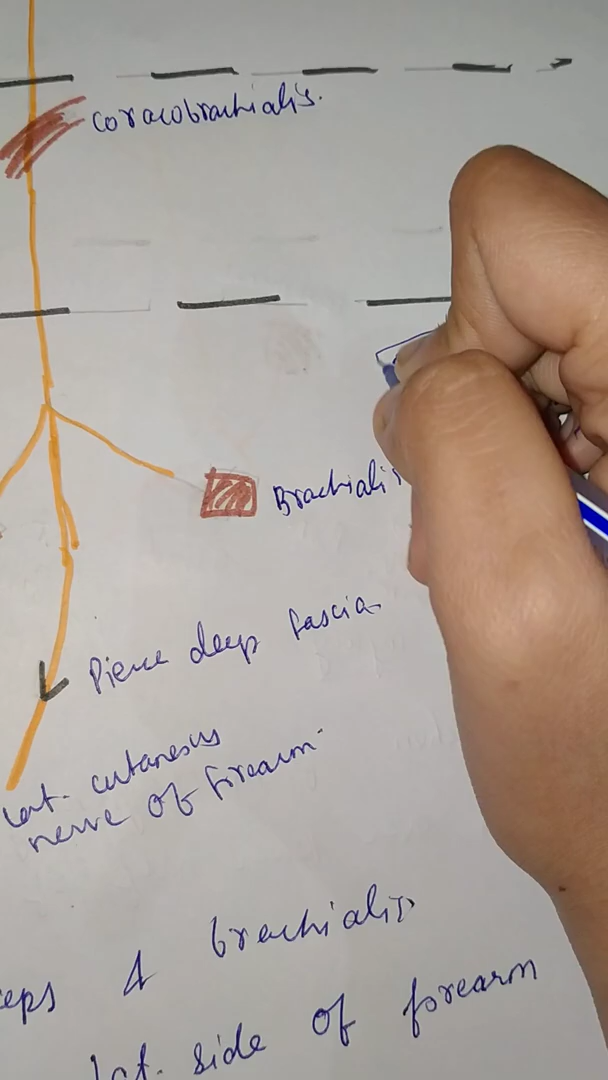 coracobrachialis.
Brachialis
Pierce deep fascia
Lat. cutaneous
nerve of forearm
eps & brachialis
lat. side of forearm